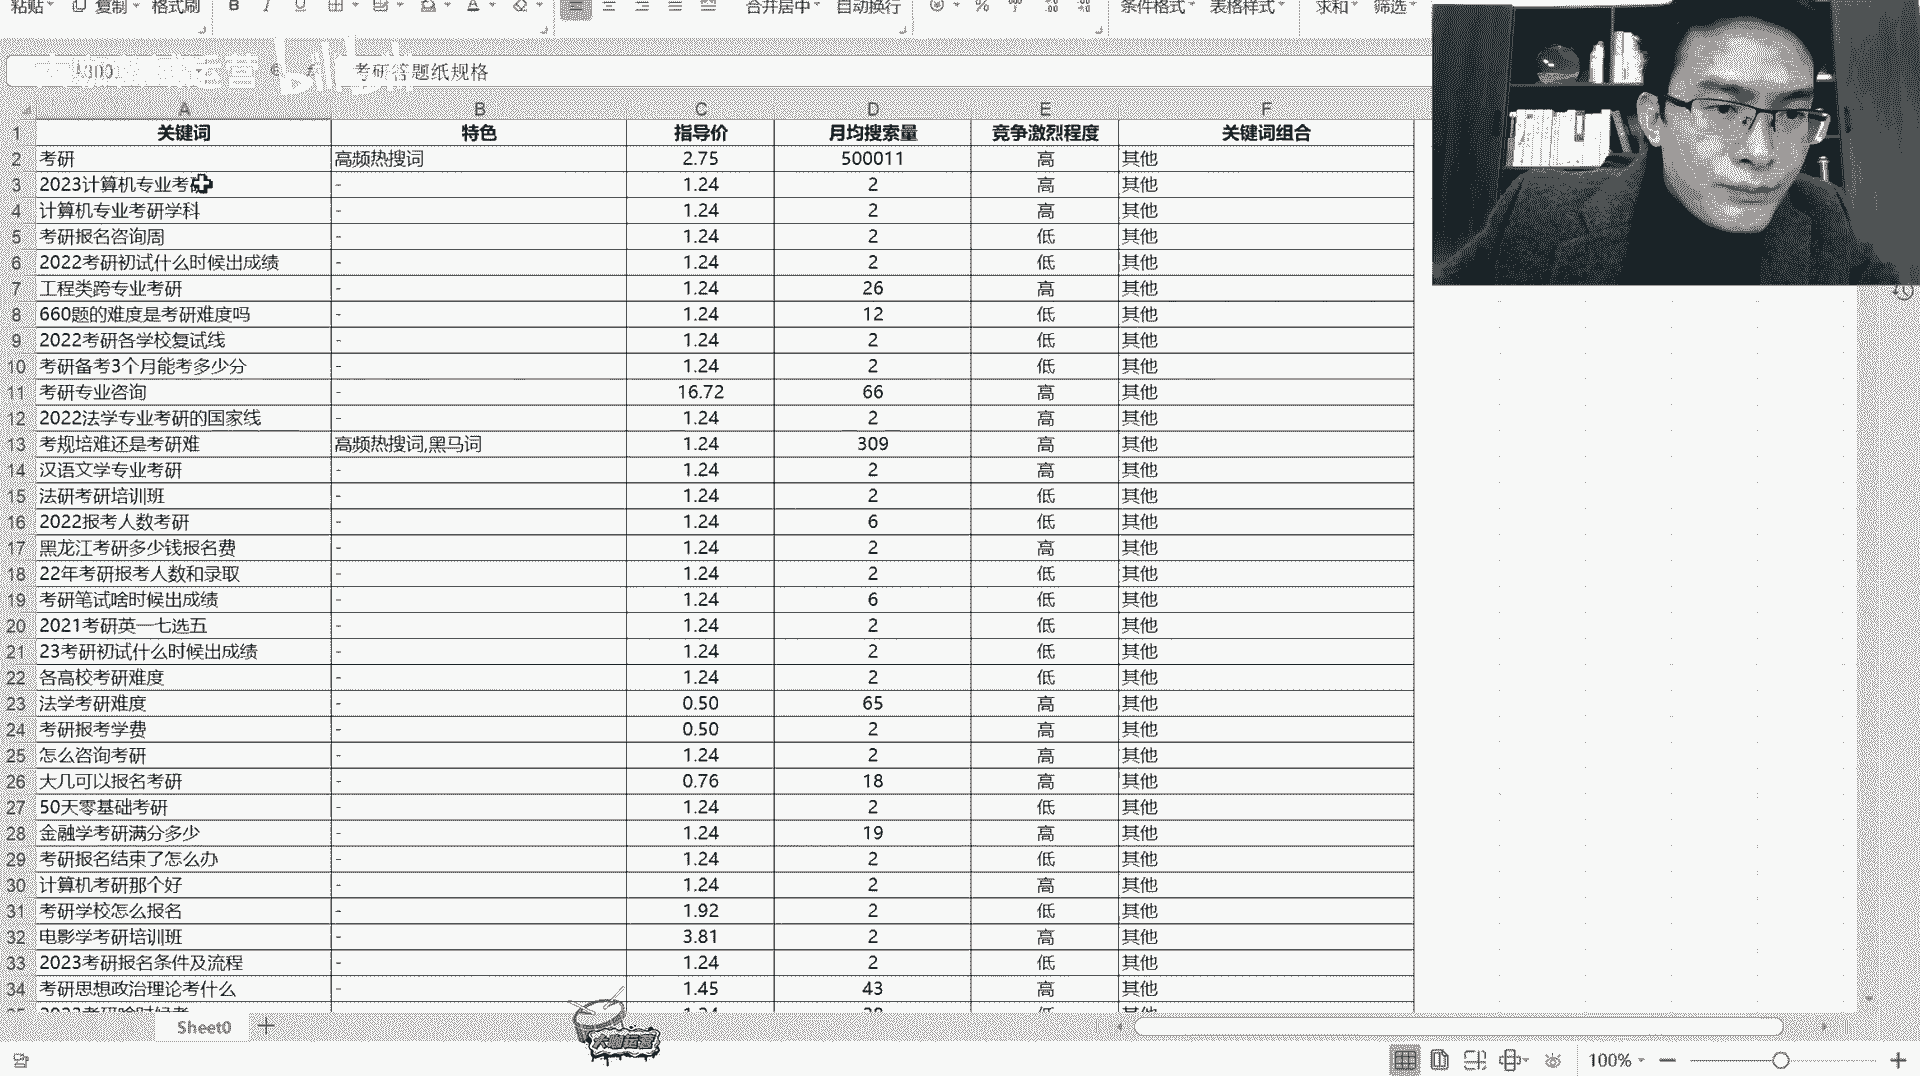 粘贴 复制 格式刷 B 合并居中 自动换行 % 条件格式 表格样式 求和 筛选
考研答题纸规格
A B C D E F
1 关键词 特色 指导价 月均搜索量 竞争激烈程度 关键词组合
2 考研 高频热搜词 2.75 500011 高 其他
3 2023计算机专业考研 - 1.24 2 高 其他
4 计算机专业考研学科 - 1.24 2 高 其他
5 考研报名咨询周 - 1.24 2 低 其他
6 2022考研初试什么时候出成绩 - 1.24 2 低 其他
7 工程类跨专业考研 - 1.24 26 高 其他
8 660题的难度是考研难度吗 - 1.24 12 低 其他
9 2022考研各学校复试线 - 1.24 2 低 其他
10 考研备考3个月能考多少分 - 1.24 2 低 其他
11 考研专业咨询 - 16.72 66 高 其他
12 2022法学专业考研的国家线 - 1.24 2 高 其他
13 考规培难还是考研难 高频热搜词,黑马词 1.24 309 高 其他
14 汉语文学专业考研 - 1.24 2 高 其他
15 法研考研培训班 - 1.24 2 低 其他
16 2022报考人数考研 - 1.24 6 低 其他
17 黑龙江考研多少钱报名费 - 1.24 2 高 其他
18 22年考研报考人数和录取 - 1.24 2 低 其他
19 考研笔试啥时候出成绩 - 1.24 6 低 其他
20 2021考研英一七选五 - 1.24 2 低 其他
21 23考研初试什么时候出成绩 - 1.24 2 低 其他
22 各高校考研难度 - 1.24 2 低 其他
23 法学考研难度 - 0.50 65 高 其他
24 考研报考学费 - 0.50 2 高 其他
25 怎么咨询考研 - 1.24 2 高 其他
26 大几可以报名考研 - 0.76 18 高 其他
27 50天零基础考研 - 1.24 2 低 其他
28 金融学考研满分多少 - 1.24 19 高 其他
29 考研报名结束了怎么办 - 1.24 2 低 其他
30 计算机考研那个好 - 1.24 2 高 其他
31 考研学校怎么报名 - 1.92 2 低 其他
32 电影学考研培训班 - 3.81 2 高 其他
33 2023考研报名条件及流程 - 1.24 2 低 其他
34 考研思想政治理论考什么 - 1.45 43 高 其他
Sheet0
大咖运营
100%